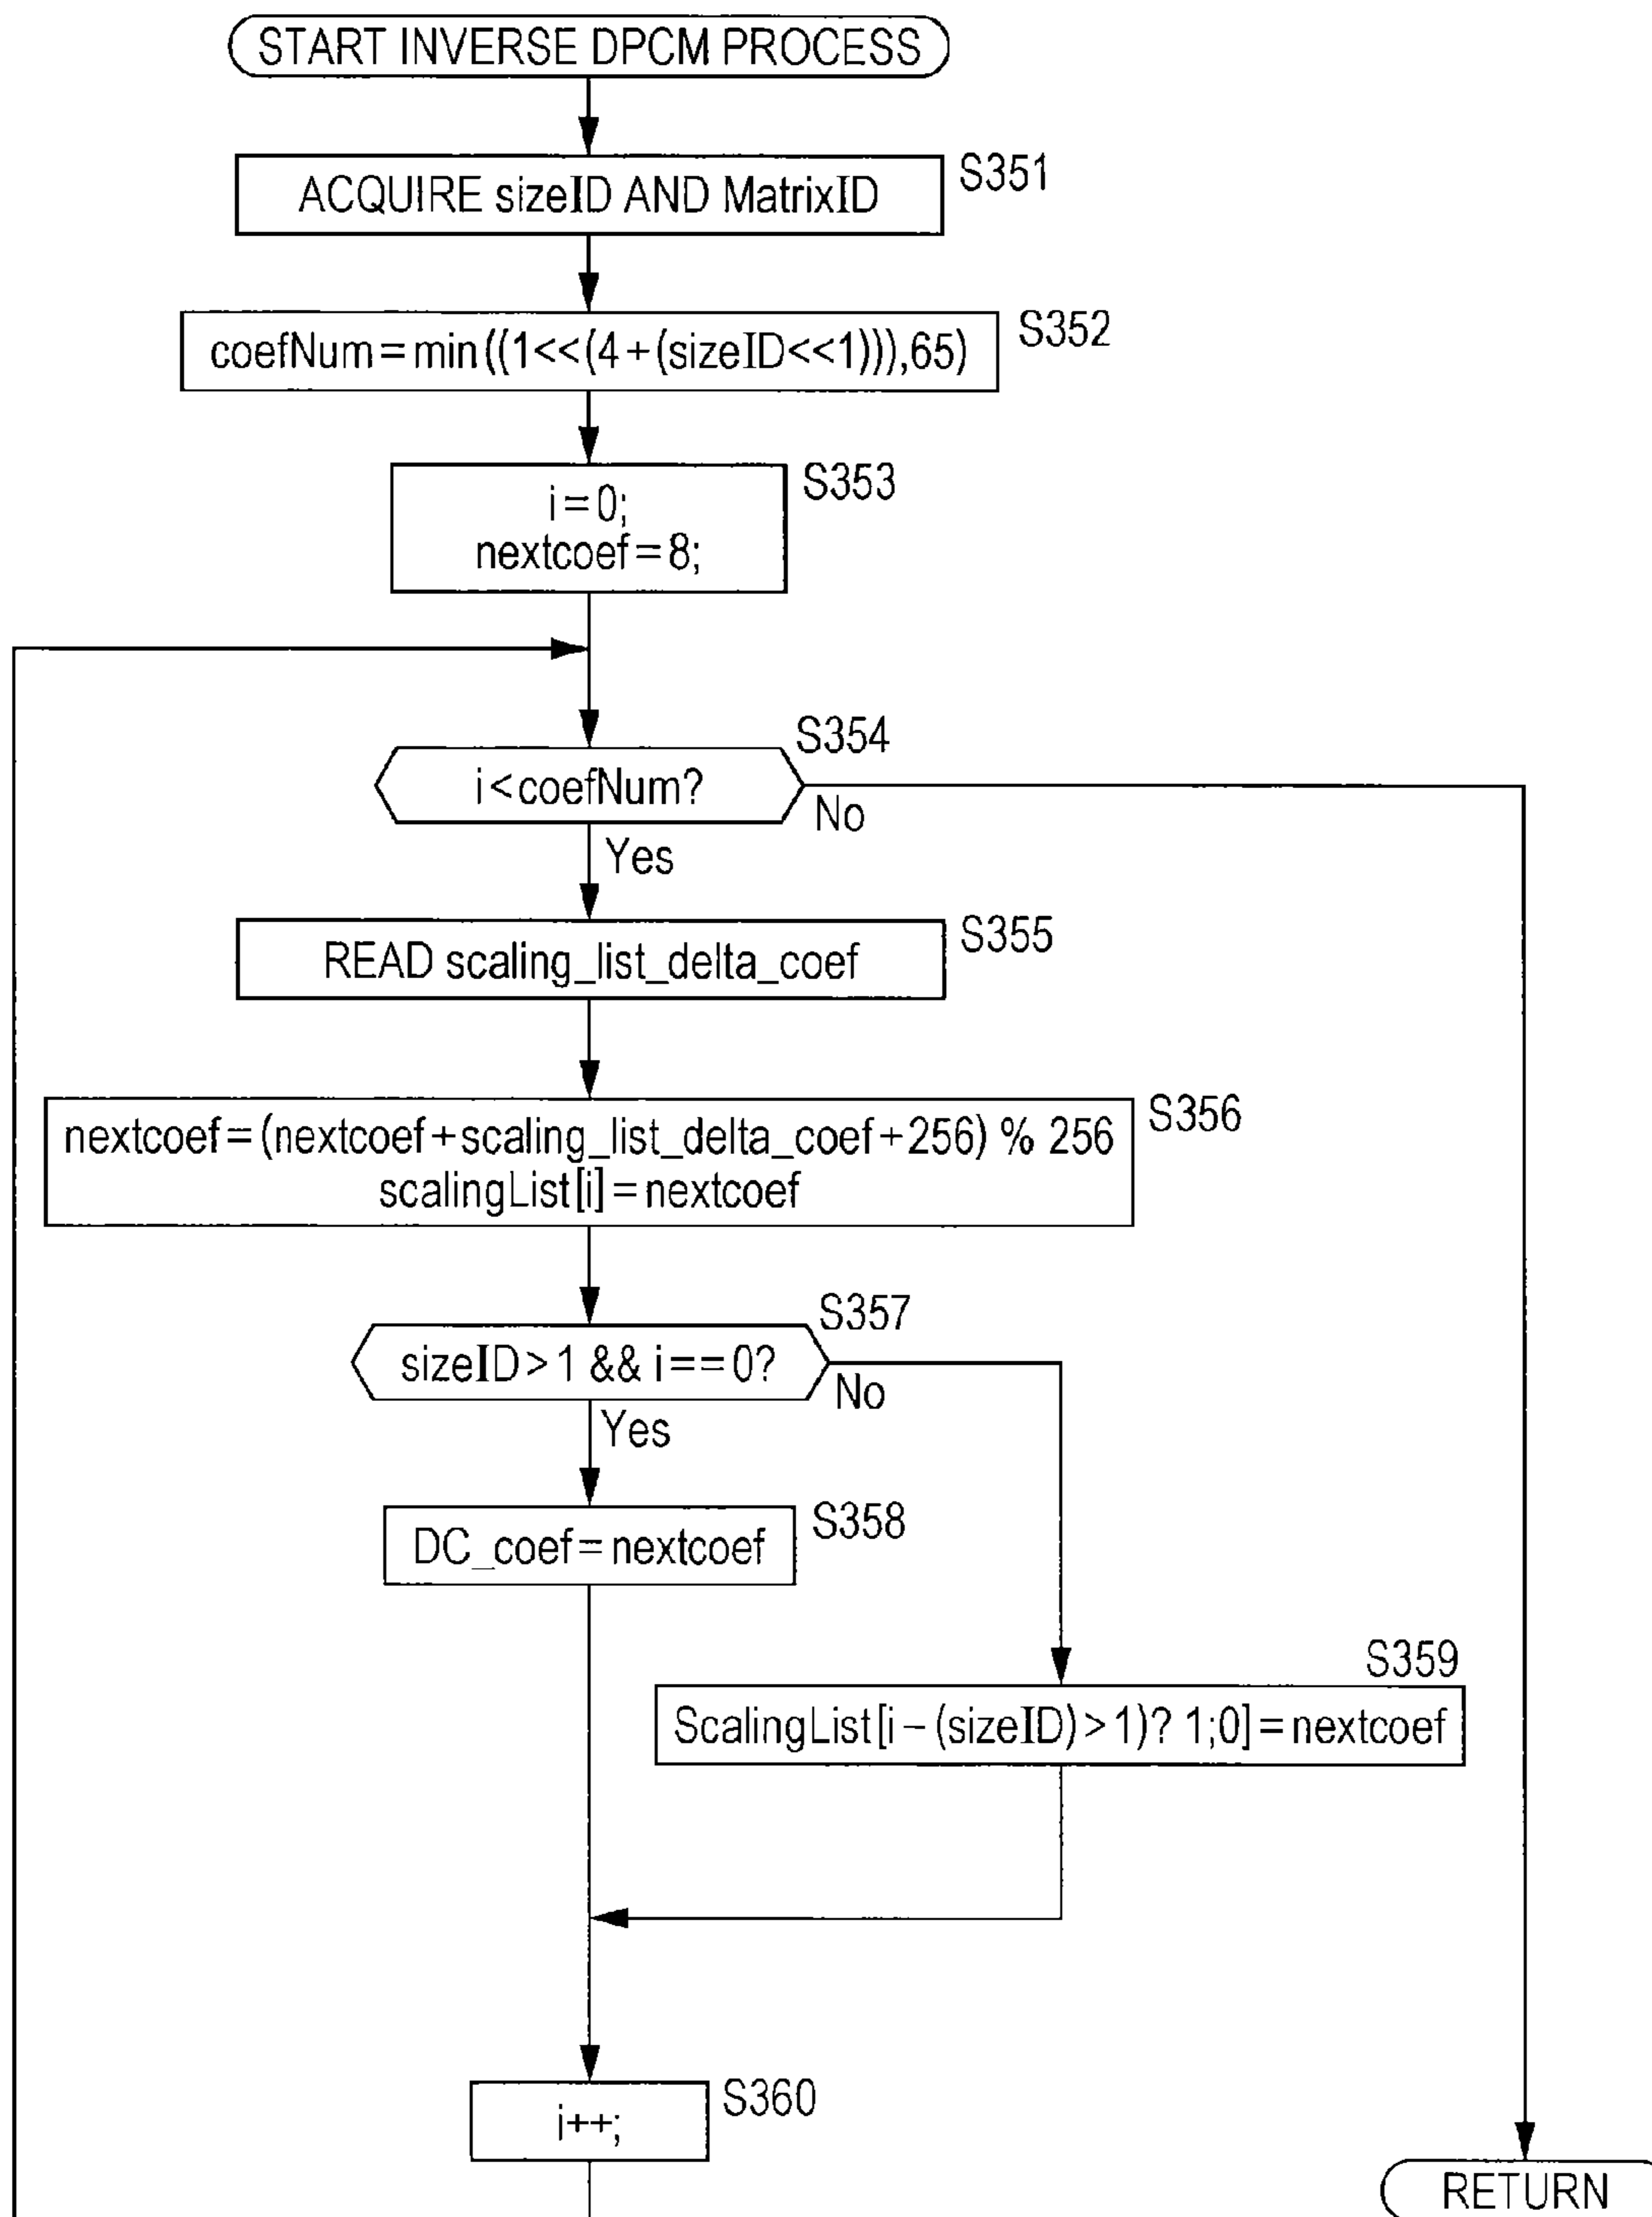 START INVERSE DPCM PROCESS
ACQUIRE sizeID AND MatrixID
S351
coefNum=min((1<<(4+(sizeID<<1))),65)
S352
i=0;
nextcoef=8;
S353
i<coefNum?
S354
No
Yes
READ scaling_list_delta_coef
S355
nextcoef=(nextcoef+scaling_list_delta_coef+256) % 256
scalingList[i]=nextcoef
S356
sizeID>1 && i==0?
S357
No
Yes
DC_coef=nextcoef
S358
S359
ScalingList[i-(sizeID)>1)? 1;0]=nextcoef
i++;
S360
RETURN